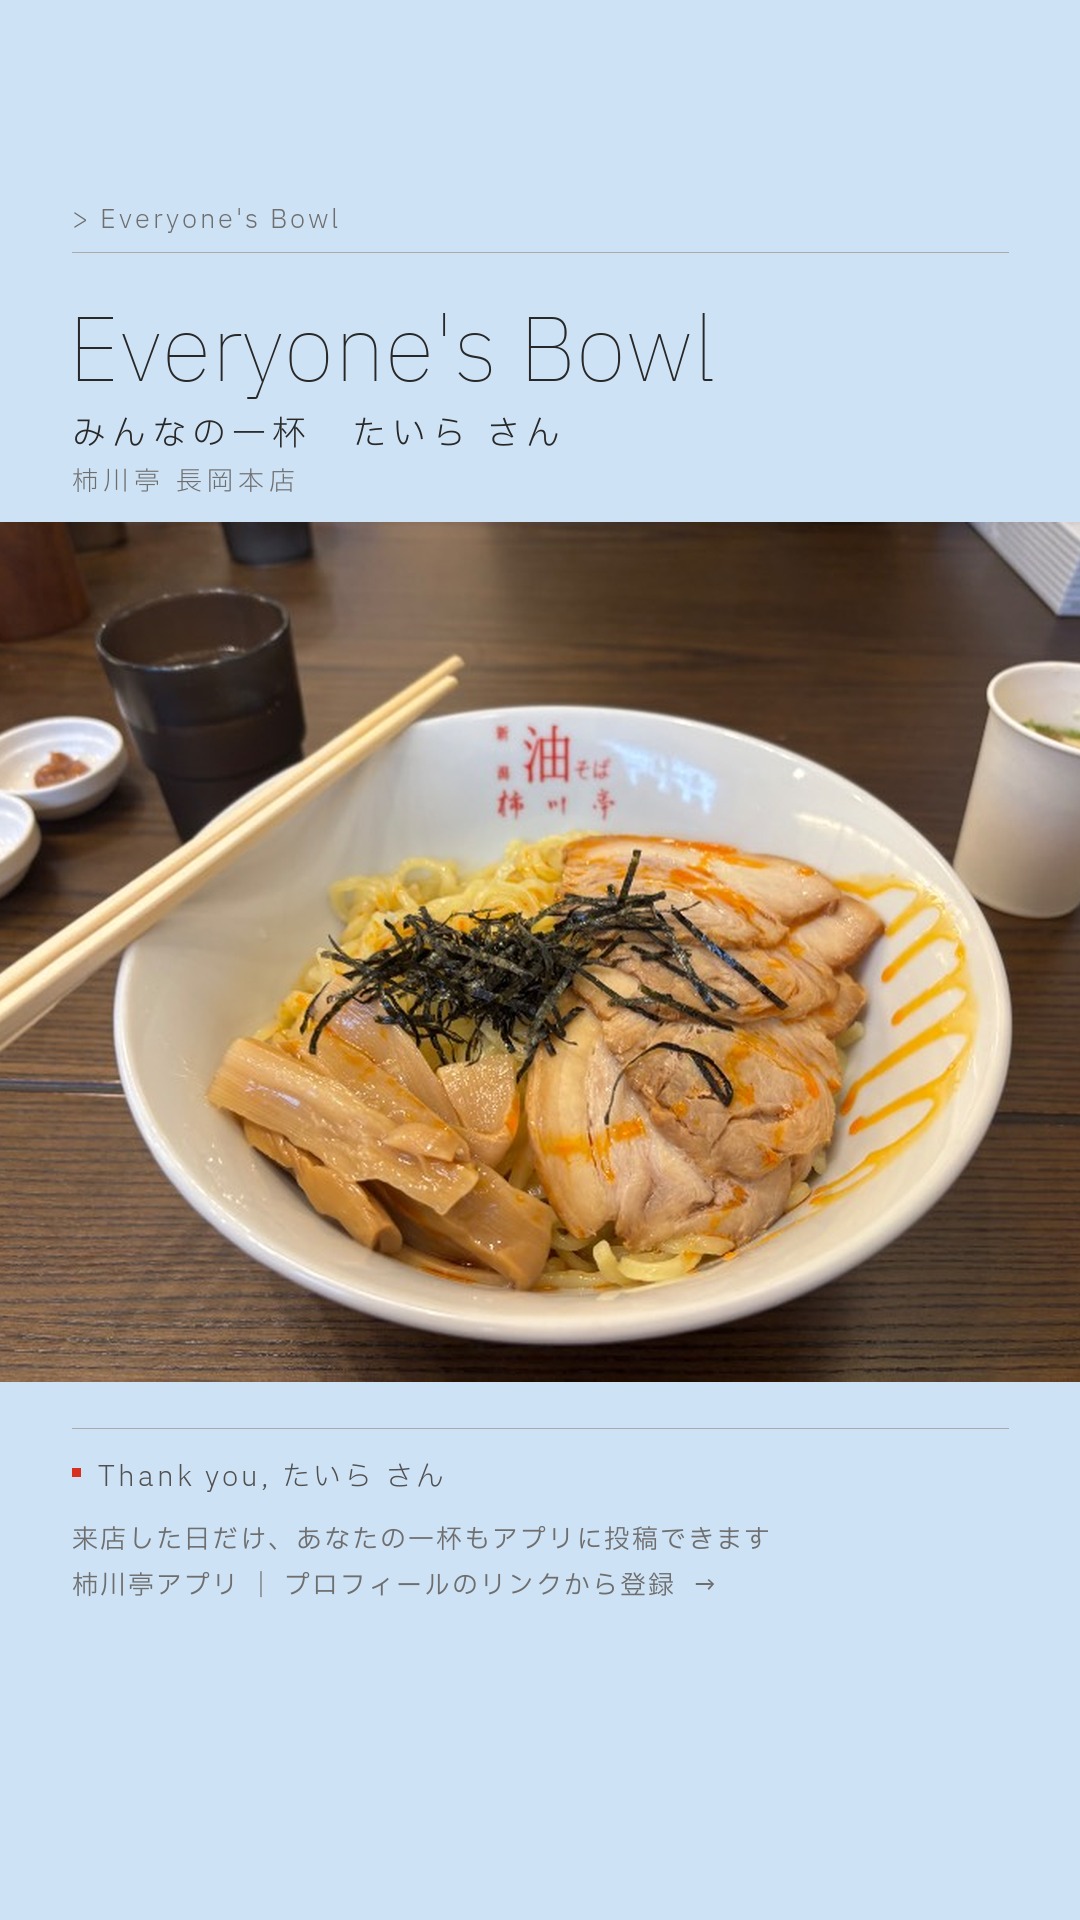 > Everyone's Bowl
Everyone's Bowl
みんなの一杯　たいら さん
柿川亭 長岡本店
新潟 油そば
柿川亭
Thank you, たいら さん
来店した日だけ、あなたの一杯もアプリに投稿できます
柿川亭アプリ ｜ プロフィールのリンクから登録 →